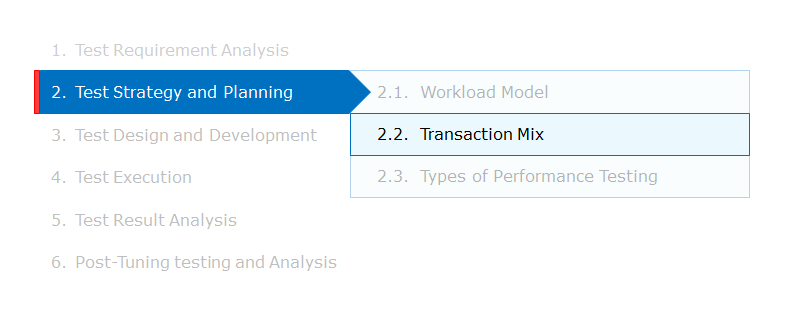 1. Test Requirement Analysis
2. Test Strategy and Planning
2.1. Workload Model
2.2. Transaction Mix
2.3. Types of Performance Testing
3. Test Design and Development
4. Test Execution
5. Test Result Analysis
6. Post-Tuning testing and Analysis